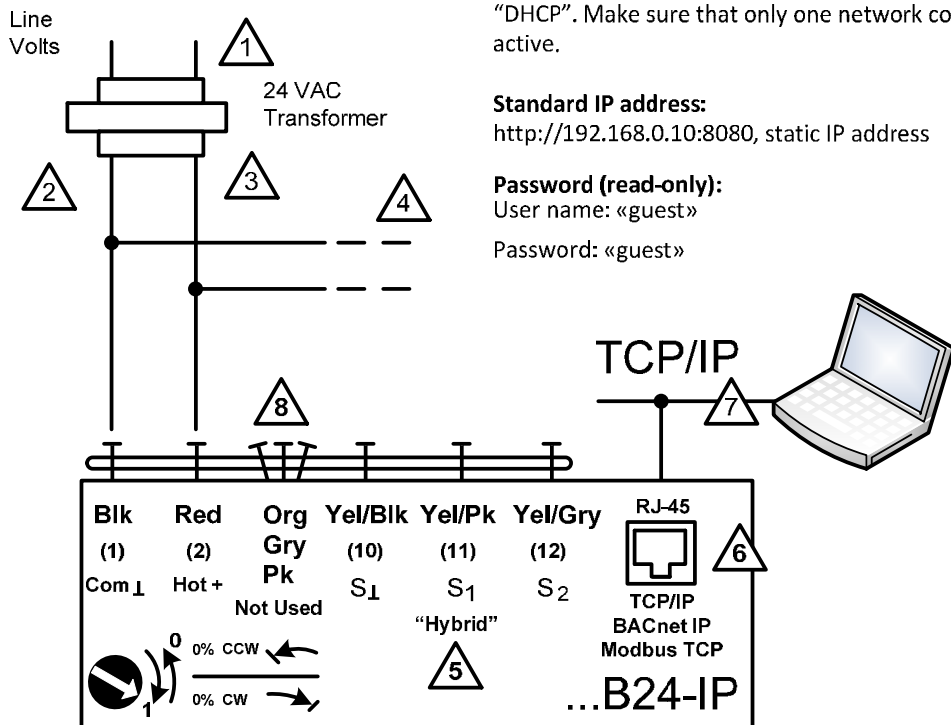 Line
Volts
1
24 VAC
Transformer
2
3
4
"DHCP". Make sure that only one network co
active.
Standard IP address:
http://192.168.0.10:8080, static IP address
Password (read-only):
User name: «guest»
Password: «guest»
TCP/IP
7
8
Blk Red Org Yel/Blk Yel/Pk Yel/Gry RJ-45
(1) (2) Gry (10) (11) (12)
6
Com ⊥ Hot + Pk S⊥ S1 S2
Not Used
"Hybrid"
5
TCP/IP
BACnet IP
Modbus TCP
0 0% CCW
1 0% CW
...B24-IP